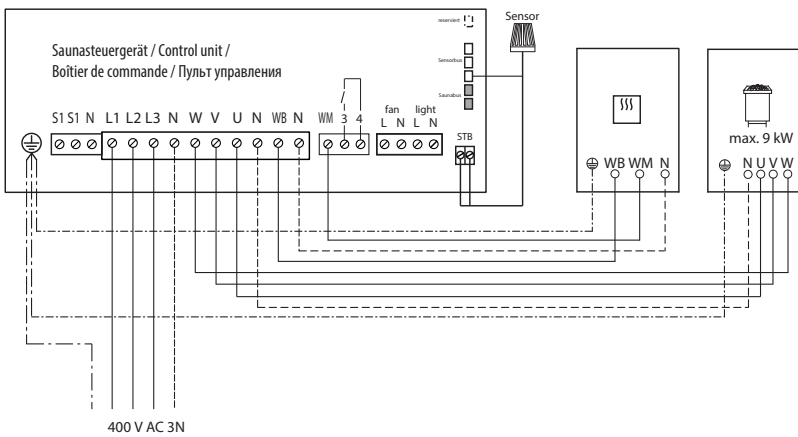 reserviert
Sensor
Saunasteuergerät / Control unit /
Boîtier de commande / Пульт управления
Sensorbus
Saunabus
fan light
S1 S1 N L1 L2 L3 N W V U N WB N WM 3 4 L N L N
STB
max. 9 kW
WB WM N
N U V W
400 V AC 3N